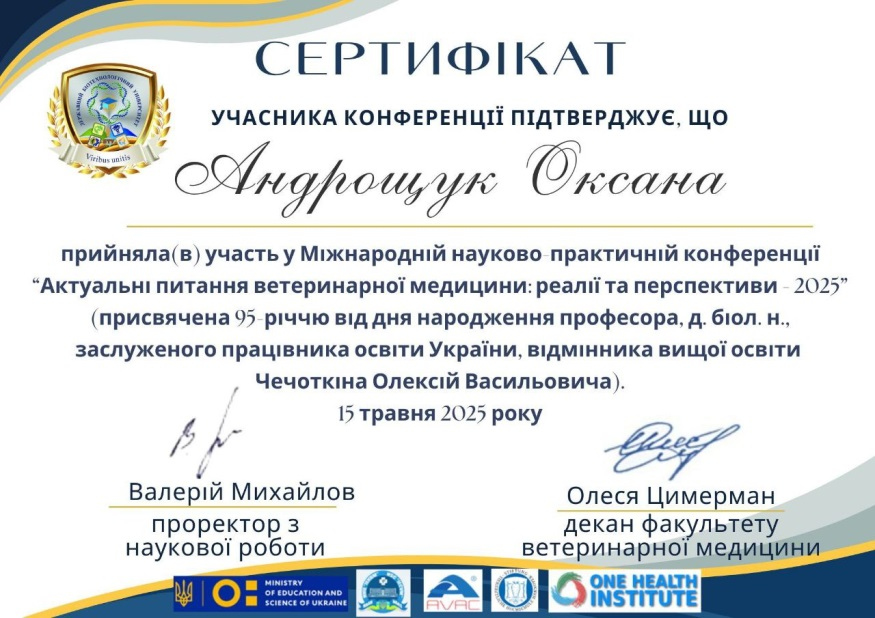 СЕРТИФІКАТ
ДЕРЖАВНИЙ БІОТЕХНОЛОГІЧНИЙ УНІВЕРСИТЕТ
Viribus unitis
УЧАСНИКА КОНФЕРЕНЦІЇ ПІДТВЕРДЖУЄ, ЩО
Андрощук Оксана
прийняла(в) участь у Міжнародній науково-практичній конференції
“Актуальні питання ветеринарної медицини: реалії та перспективи - 2025”
(присвячена 95-річчю від дня народження професора, д. біол. н.,
заслуженого працівника освіти України, відмінника вищої освіти
Чечоткіна Олексій Васильовича).
15 травня 2025 року
Валерій Михайлов
проректор з
наукової роботи
Олеся Цимерман
декан факультету
ветеринарної медицини
MINISTRY
OF EDUCATION AND
SCIENCE OF UKRAINE
AVAC
ONE HEALTH
INSTITUTE